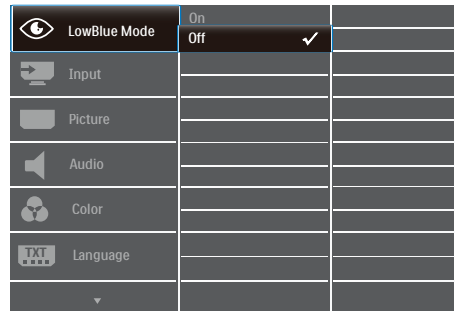 LowBlue Mode
On
Off
Input
Picture
Audio
Color
TXT
Language